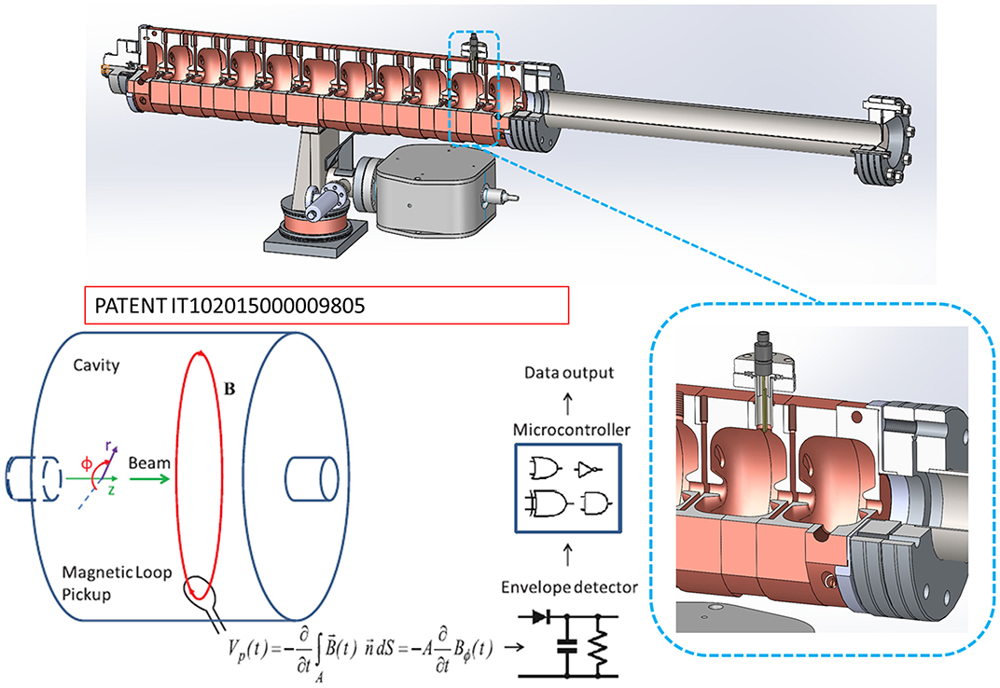 PATENT IT102015000009805
Cavity
B
r
ϕ
Beam
z
Magnetic Loop
Pickup
Data output
Microcontroller
Envelope detector
V_p(t) = −∂/∂t ∫_A B⃗(t) n⃗ dS = −A ∂/∂t B_ϕ(t)